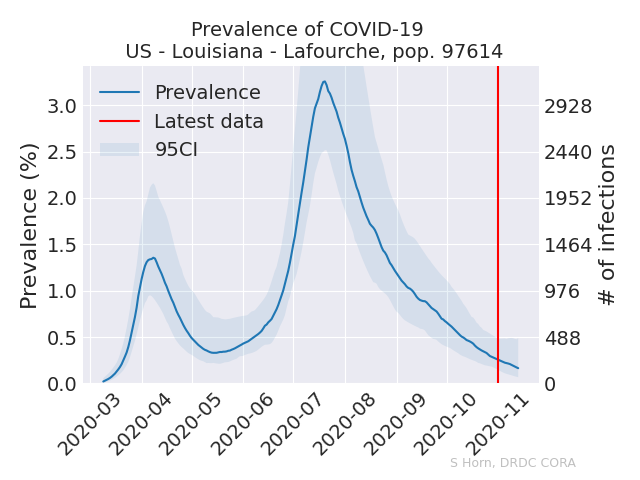 Prevalence of COVID-19
US - Louisiana - Lafourche, pop. 97614
Prevalence
Latest data
95CI
Prevalence (%)
3.0
2.5
2.0
1.5
1.0
0.5
0.0
2928
2440
1952
1464
976
488
0
# of infections
2020-03
2020-04
2020-05
2020-06
2020-07
2020-08
2020-09
2020-10
2020-11
S Horn, DRDC CORA